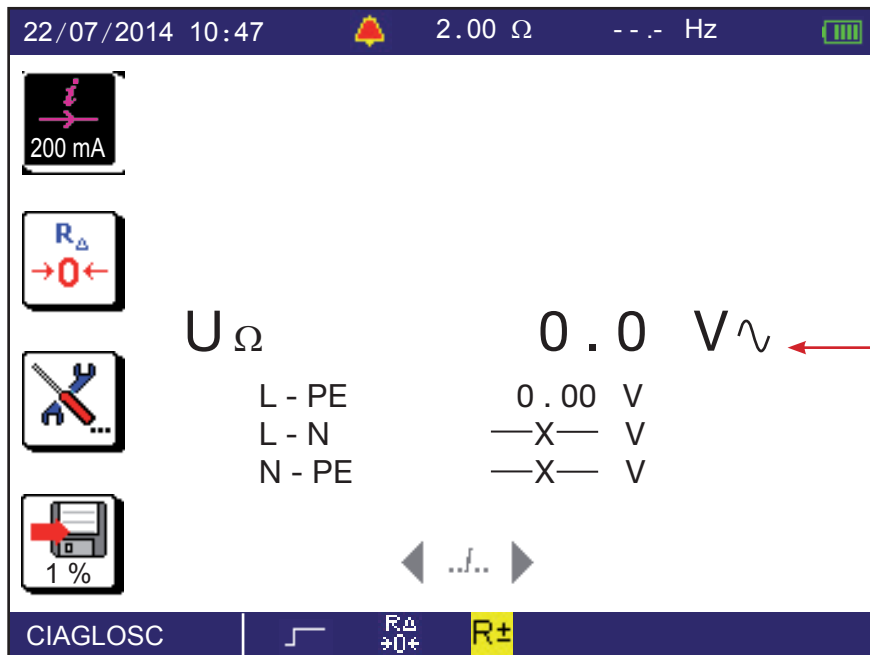 22/07/2014 10:47 2.00 Ω - - .- Hz
i
200 mA
RΔ
→0←
UΩ 0.0 V∿
...
L - PE 0.00 V
L - N —X— V
N - PE —X— V
1 %
../..
CIAGLOSC RΔ →0← R±